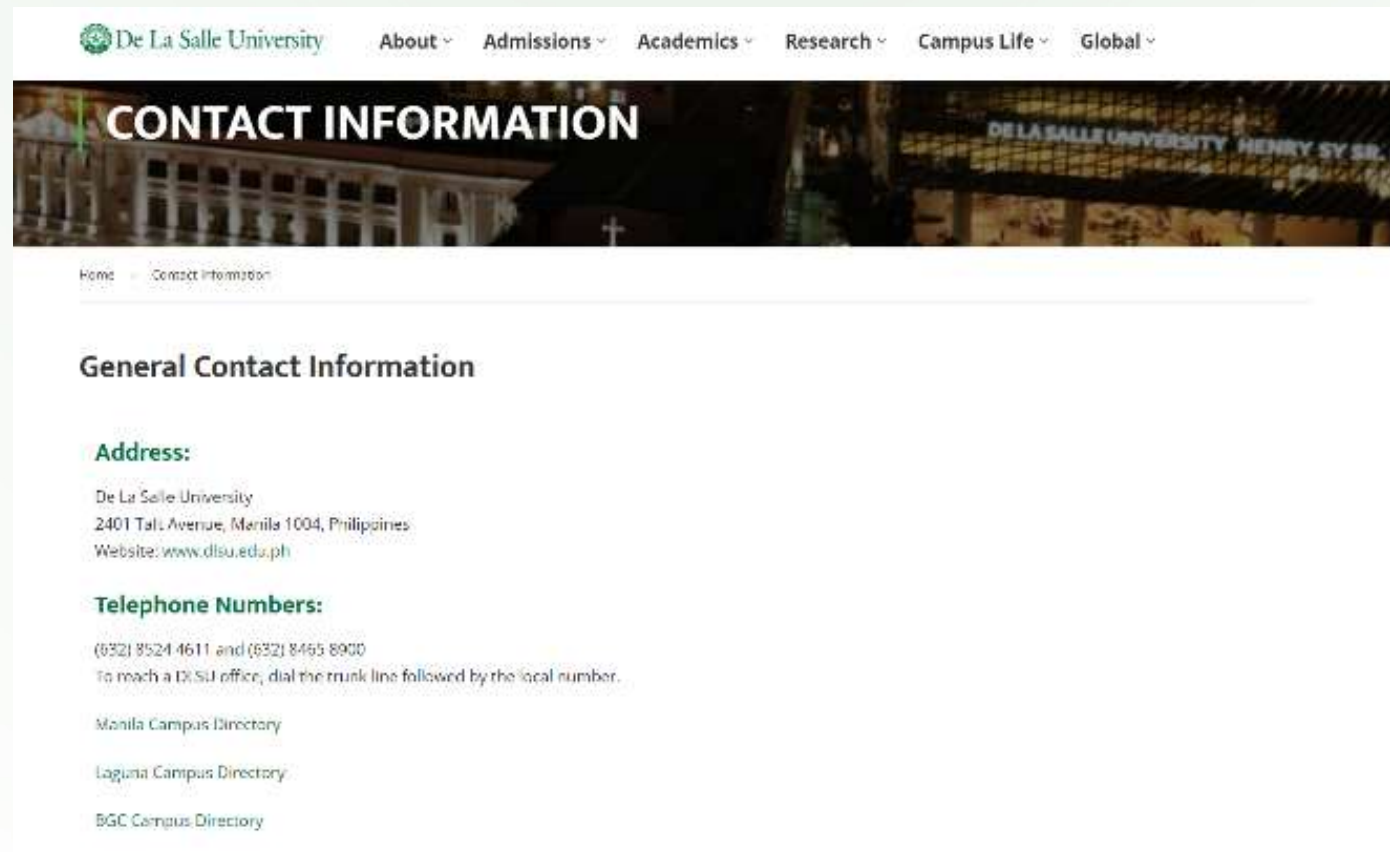 De La Salle University
About
Admissions
Academics
Research
Campus Life
Global
CONTACT INFORMATION
DE LA SALLE UNIVERSITY HENRY SY SR.
Home
Contact Information
General Contact Information
Address:
De La Salle University
2401 Taft Avenue, Manila 1004, Philippines
Website: www.dlsu.edu.ph
Telephone Numbers:
(632) 8524 4611 and (632) 8465 8900
To reach a DLSU office, dial the trunk line followed by the local number.
Manila Campus Directory
Laguna Campus Directory
BGC Campus Directory